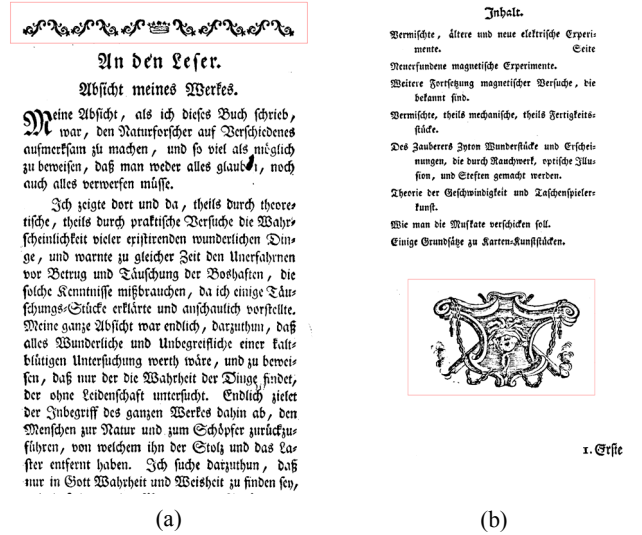 An den Leser.
Absicht meines Werkes.
Meine Absicht, als ich dieses Buch schrieb,
war, den Naturforscher auf Verschiedenes
aufmerksam zu machen, und so viel als möglich
zu beweisen, daß man weder alles glauben, noch
auch alles verwerfen müsse.
Ich zeigte dort und da, theils durch theore-
tische, theils durch praktische Versuche die Wahr-
scheinlichkeit vieler existirenden wunderlichen Din-
ge, und warnte zu gleicher Zeit den Unerfahrnen
vor Betrug und Täuschung der Boshaften, die
solche Kenntnisse mißbrauchen, da ich einige Täu-
schungs-Stücke erklärte und anschaulich vorstellte.
Meine ganze Absicht war endlich, darzuthun, daß
alles Wunderliche und Unbegreifliche einer kalt-
blütigen Untersuchung werth wäre, und zu bewei-
sen, daß nur der die Wahrheit der Dinge findet,
der ohne Leidenschaft untersucht. Endlich zielet
der Inbegriff des ganzen Werkes dahin ab, den
Menschen zur Natur und zum Schöpfer zurückzu-
führen, von welchem ihn der Stolz und das La-
ster entfernt haben. Ich suche darzuthun, daß
nur in Gott Wahrheit und Weisheit zu finden sey,
(a)
Inhalt.
Vermischte, ältere und neue elektrische Experi-
mente. Seite
Neuerfundene magnetische Experimente.
Weitere Fortsetzung magnetischer Versuche, die
bekannt sind.
Vermischte, theils mechanische, theils Fertigkeits-
stücke.
Des Zauberers Zyton Wunderstücke und Erschei-
nungen, die durch Rauchwerk, optische Illu-
sion, und Stesten gemacht werden.
Theorie der Geschwindigkeit und Taschenspieler-
kunst.
Wie man die Muskate verschicken soll.
Einige Grundsätze zu Karten-Kunststücken.
1. Erste
(b)